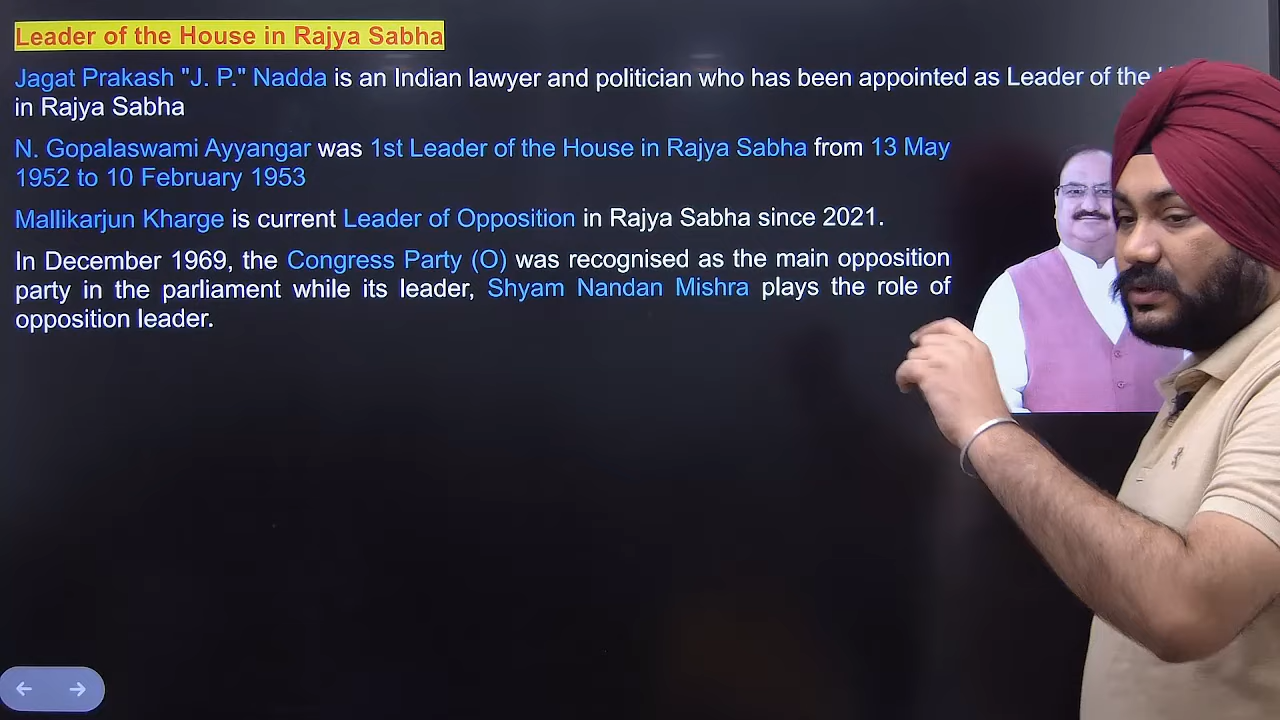 Leader of the House in Rajya Sabha
Jagat Prakash "J. P." Nadda is an Indian lawyer and politician who has been appointed as Leader of the
in Rajya Sabha
N. Gopalaswami Ayyangar was 1st Leader of the House in Rajya Sabha from 13 May
1952 to 10 February 1953
Mallikarjun Kharge is current Leader of Opposition in Rajya Sabha since 2021.
In December 1969, the Congress Party (O) was recognised as the main opposition
party in the parliament while its leader, Shyam Nandan Mishra plays the role of
opposition leader.